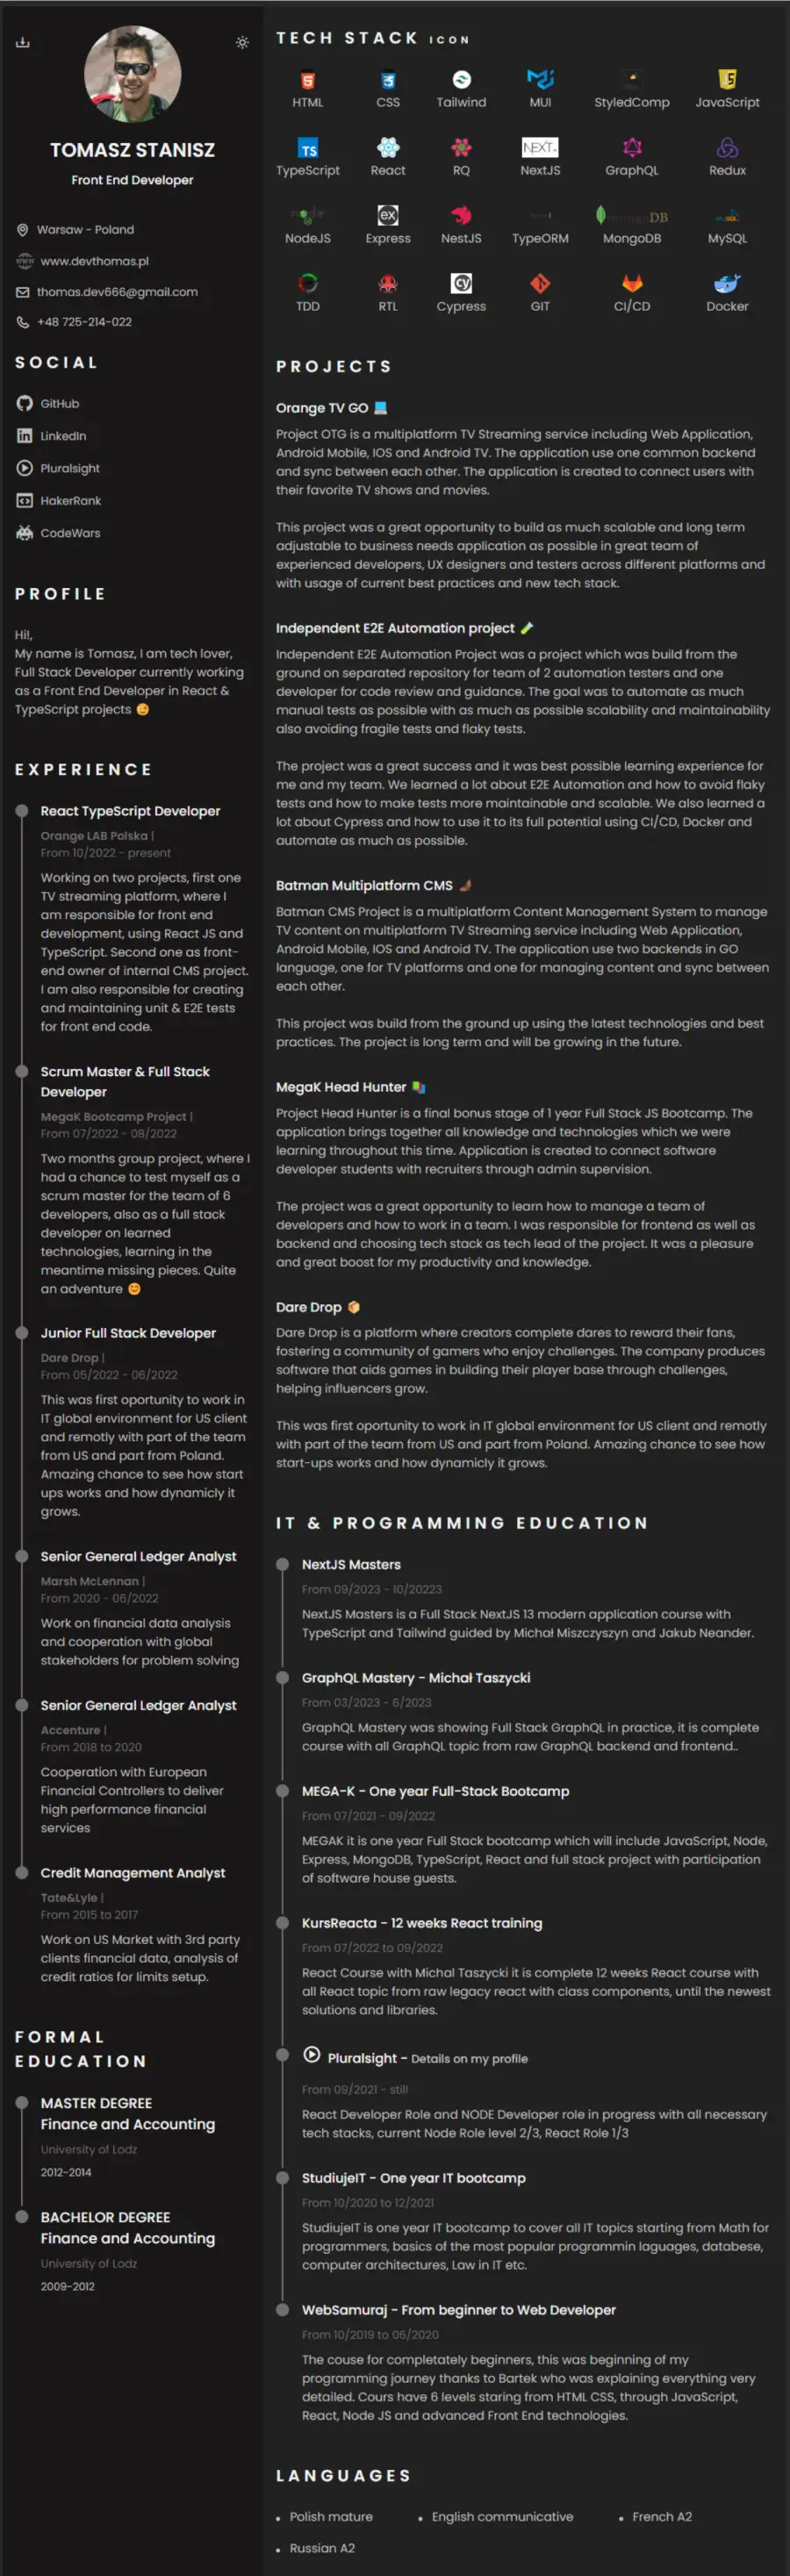 TOMASZ STANISZ
Front End Developer
Warsaw - Poland
www.devthomas.pl
thomas.dev666@gmail.com
+48 725-214-022
SOCIAL
GitHub
LinkedIn
Pluralsight
HakerRank
CodeWars
PROFILE
Hi!,
My name is Tomasz, I am tech lover,
Full Stack Developer currently working
as a Front End Developer in React &
TypeScript projects 😉
EXPERIENCE
React TypeScript Developer
Orange LAB Polska |
From 10/2022 - present
Working on two projects, first one
TV streaming platform, where I
am responsible for front end
development, using React JS and
TypeScript. Second one as front-
end owner of internal CMS project.
I am also responsible for creating
and maintaining unit & E2E tests
for front end code.
Scrum Master & Full Stack
Developer
MegaK Bootcamp Project |
From 07/2022 - 08/2022
Two months group project, where I
had a chance to test myself as a
scrum master for the team of 6
developers, also as a full stack
developer on learned
technologies, learning in the
meantime missing pieces. Quite
an adventure 😊
Junior Full Stack Developer
Dare Drop |
From 05/2022 - 06/2022
This was first oportunity to work in
IT global environment for US client
and remotly with part of the team
from US and part from Poland.
Amazing chance to see how start
ups works and how dynamicly it
grows.
Senior General Ledger Analyst
Marsh McLennan |
From 2020 - 06/2022
Work on financial data analysis
and cooperation with global
stakeholders for problem solving
Senior General Ledger Analyst
Accenture |
From 2018 to 2020
Cooperation with European
Financial Controllers to deliver
high performance financial
services
Credit Management Analyst
Tate&Lyle |
From 2015 to 2017
Work on US Market with 3rd party
clients financial data, analysis of
credit ratios for limits setup.
FORMAL
EDUCATION
MASTER DEGREE
Finance and Accounting
University of Lodz
2012-2014
BACHELOR DEGREE
Finance and Accounting
University of Lodz
2009-2012
TECH STACK ICON
HTML CSS Tailwind MUI StyledComp JavaScript
TypeScript React RQ NextJS GraphQL Redux
NodeJS Express NestJS TypeORM MongoDB MySQL
TDD RTL Cypress GIT CI/CD Docker
PROJECTS
Orange TV GO
Project OTG is a multiplatform TV Streaming service including Web Application,
Android Mobile, IOS and Android TV. The application use one common backend
and sync between each other. The application is created to connect users with
their favorite TV shows and movies.
This project was a great opportunity to build as much scalable and long term
adjustable to business needs application as possible in great team of
experienced developers, UX designers and testers across different platforms and
with usage of current best practices and new tech stack.
Independent E2E Automation project
Independent E2E Automation Project was a project which was build from the
ground on separated repository for team of 2 automation testers and one
developer for code review and guidance. The goal was to automate as much
manual tests as possible with as much as possible scalability and maintainability
also avoiding fragile tests and flaky tests.
The project was a great success and it was best possible learning experience for
me and my team. We learned a lot about E2E Automation and how to avoid flaky
tests and how to make tests more maintainable and scalable. We also learned a
lot about Cypress and how to use it to its full potential using CI/CD, Docker and
automate as much as possible.
Batman Multiplatform CMS
Batman CMS Project is a multiplatform Content Management System to manage
TV content on multiplatform TV Streaming service including Web Application,
Android Mobile, IOS and Android TV. The application use two backends in GO
language, one for TV platforms and one for managing content and sync between
each other.
This project was build from the ground up using the latest technologies and best
practices. The project is long term and will be growing in the future.
MegaK Head Hunter
Project Head Hunter is a final bonus stage of 1 year Full Stack JS Bootcamp. The
application brings together all knowledge and technologies which we were
learning throughout this time. Application is created to connect software
developer students with recruiters through admin supervision.
The project was a great opportunity to learn how to manage a team of
developers and how to work in a team. I was responsible for frontend as well as
backend and choosing tech stack as tech lead of the project. It was a pleasure
and great boost for my productivity and knowledge.
Dare Drop
Dare Drop is a platform where creators complete dares to reward their fans,
fostering a community of gamers who enjoy challenges. The company produces
software that aids games in building their player base through challenges,
helping influencers grow.
This was first oportunity to work in IT global environment for US client and remotly
with part of the team from US and part from Poland. Amazing chance to see how
start-ups works and how dynamicly it grows.
IT & PROGRAMMING EDUCATION
NextJS Masters
From 09/2023 - 10/20223
NextJS Masters is a Full Stack NextJS 13 modern application course with
TypeScript and Tailwind guided by Michał Miszczyszyn and Jakub Neander.
GraphQL Mastery - Michał Taszycki
From 03/2023 - 6/2023
GraphQL Mastery was showing Full Stack GraphQL in practice, it is complete
course with all GraphQL topic from raw GraphQL backend and frontend..
MEGA-K - One year Full-Stack Bootcamp
From 07/2021 - 09/2022
MEGAK it is one year Full Stack bootcamp which will include JavaScript, Node,
Express, MongoDB, TypeScript, React and full stack project with participation
of software house guests.
KursReacta - 12 weeks React training
From 07/2022 to 09/2022
React Course with Michal Taszycki it is complete 12 weeks React course with
all React topic from raw legacy react with class components, until the newest
solutions and libraries.
Pluralsight - Details on my profile
From 09/2021 - still
React Developer Role and NODE Developer role in progress with all necessary
tech stacks, current Node Role level 2/3, React Role 1/3
StudiujeIT - One year IT bootcamp
From 10/2020 to 12/2021
StudiujeIT is one year IT bootcamp to cover all IT topics starting from Math for
programmers, basics of the most popular programmin laguages, databese,
computer architectures, Law in IT etc.
WebSamuraj - From beginner to Web Developer
From 10/2019 to 06/2020
The couse for completately beginners, this was beginning of my
programming journey thanks to Bartek who was explaining everything very
detailed. Cours have 6 levels staring from HTML CSS, through JavaScript,
React, Node JS and advanced Front End technologies.
LANGUAGES
Polish mature
English communicative
French A2
Russian A2